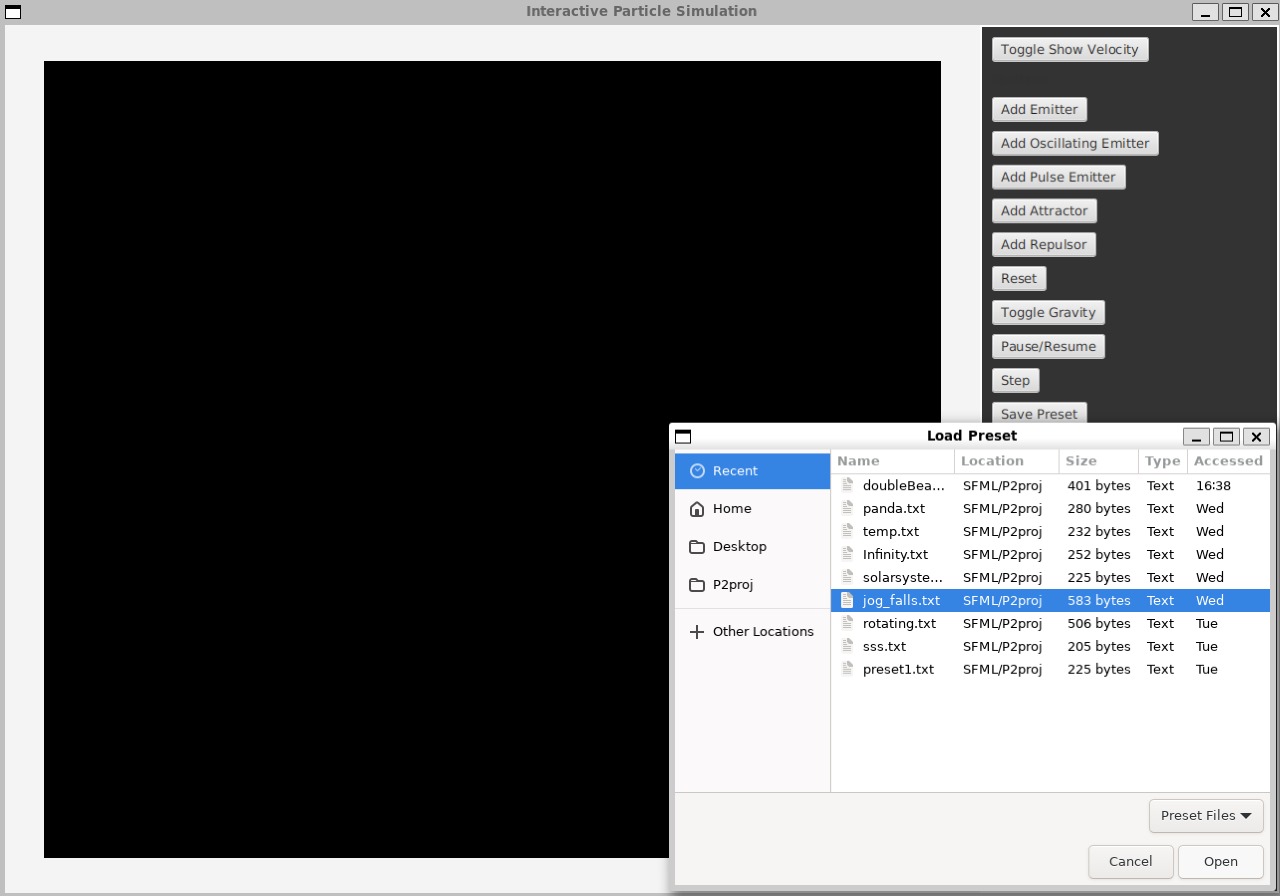 Interactive Particle Simulation
Toggle Show Velocity
Add Emitter
Add Oscillating Emitter
Add Pulse Emitter
Add Attractor
Add Repulsor
Reset
Toggle Gravity
Pause/Resume
Step
Save Preset
Load Preset
Recent
Home
Desktop
P2proj
Other Locations
Name Location Size Type Accessed
doubleBea... SFML/P2proj 401 bytes Text 16:38
panda.txt SFML/P2proj 280 bytes Text Wed
temp.txt SFML/P2proj 232 bytes Text Wed
Infinity.txt SFML/P2proj 252 bytes Text Wed
solarsyste... SFML/P2proj 225 bytes Text Wed
jog_falls.txt SFML/P2proj 583 bytes Text Wed
rotating.txt SFML/P2proj 506 bytes Text Tue
sss.txt SFML/P2proj 205 bytes Text Tue
preset1.txt SFML/P2proj 225 bytes Text Tue
Preset Files
Cancel Open